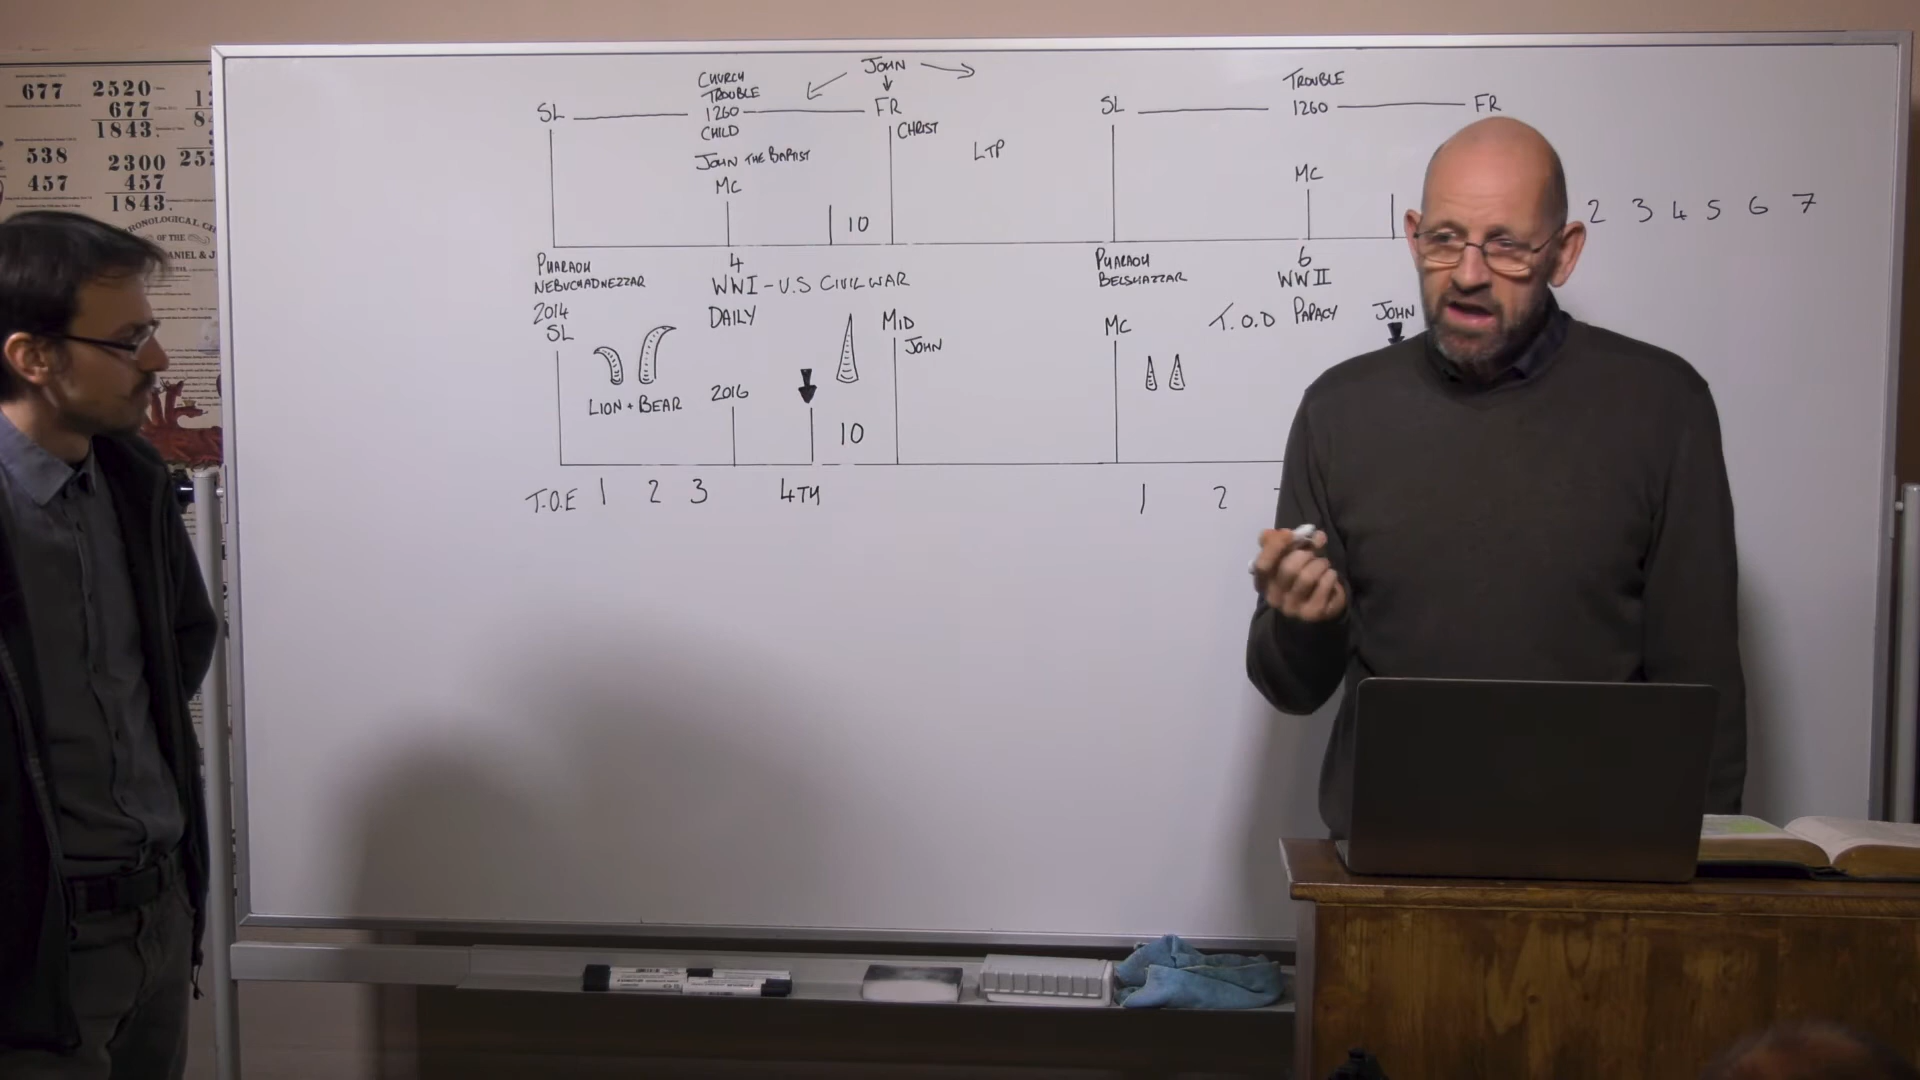 JOHN
CHURCH
TROUBLE
SL 1260 FR
CHILD
CHRIST
JOHN THE BAPTIST
MC
LTP
10
TROUBLE
SL 1260 FR
MC
2 3 4 5 6 7
PHARAOH
NEBUCHADNEZZAR
4
WWI - U.S CIVIL WAR
PHARAOH
BELSHAZZAR
6
WWII
2014
SL
DAILY
MID
JOHN
MC
T.O.D
PAPACY
JOHN
LION + BEAR
2016
10
T.O.E 1 2 3 4TH
1 2
677
2520
677
1843.
538
457
2300
457
1843.
OF THE